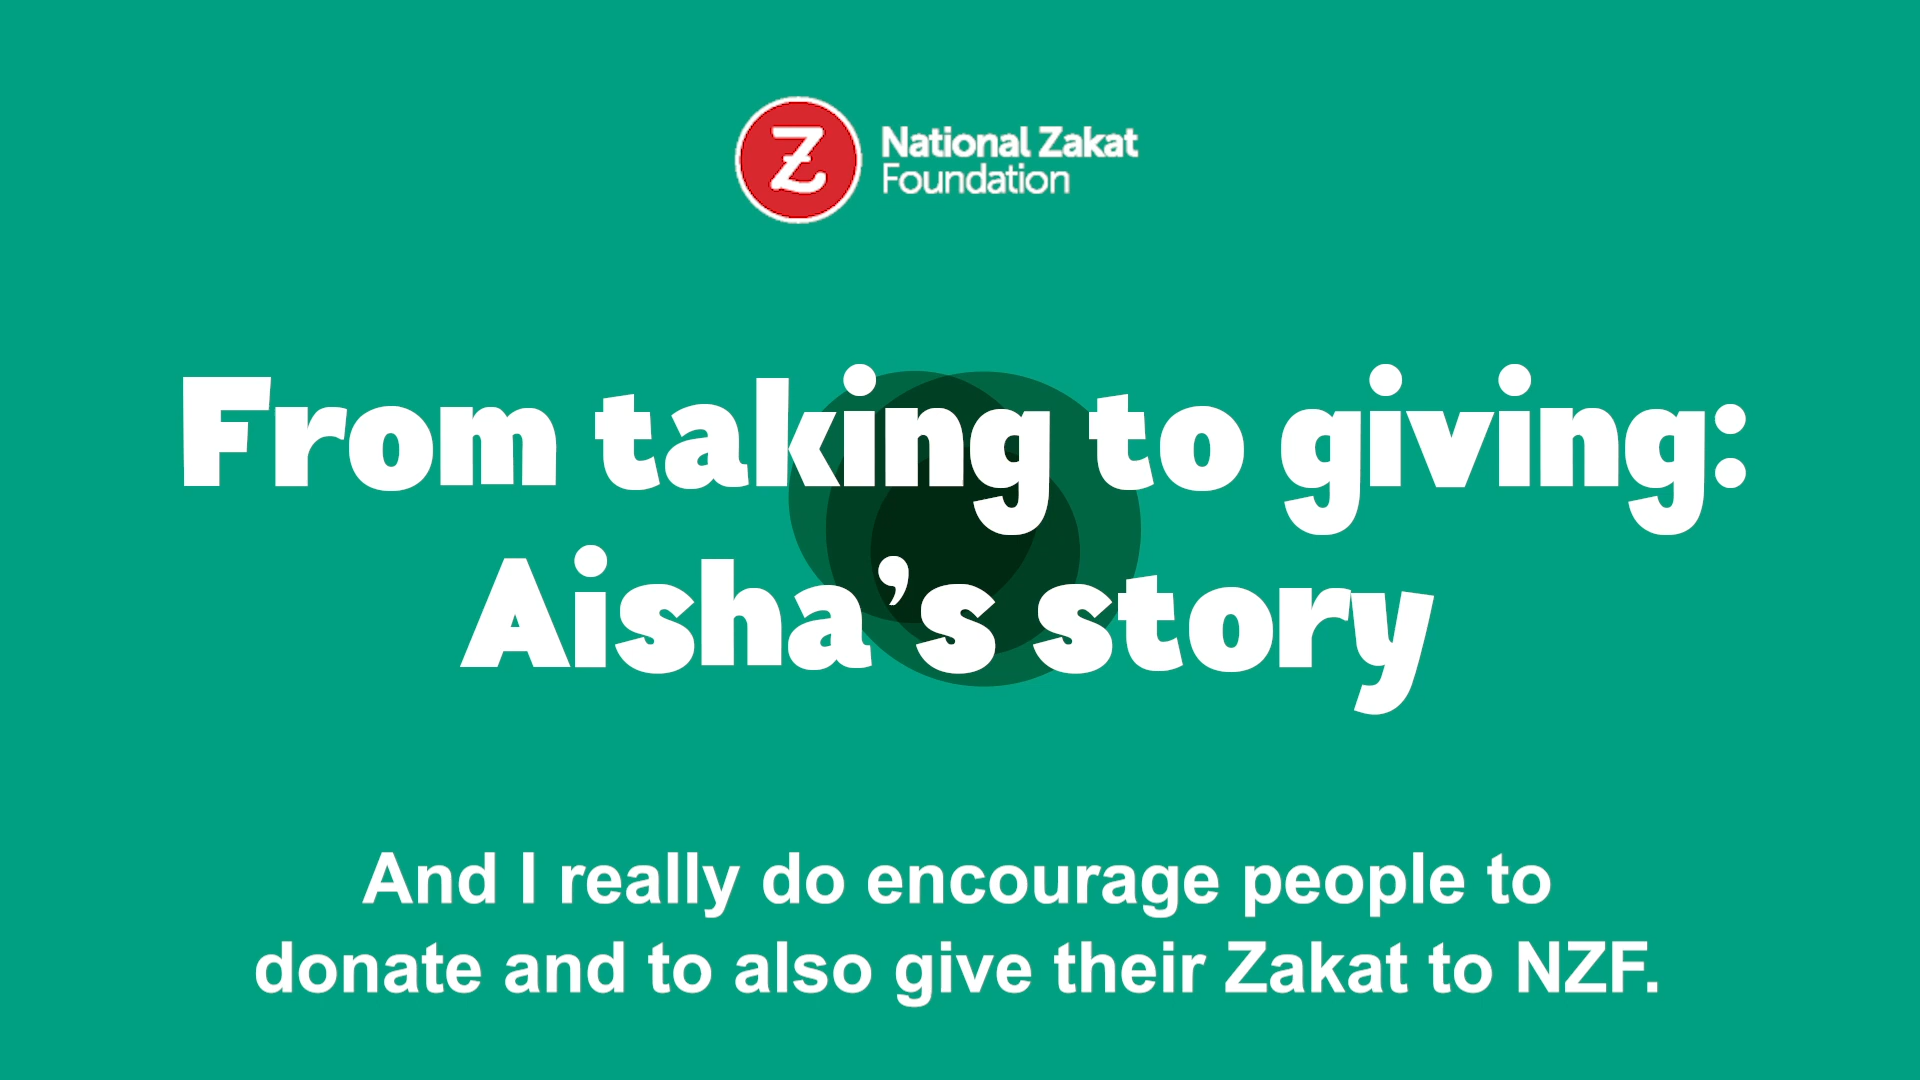 Z
National Zakat
Foundation
From taking to giving:
Aisha’s story
And I really do encourage people to
donate and to also give their Zakat to NZF.